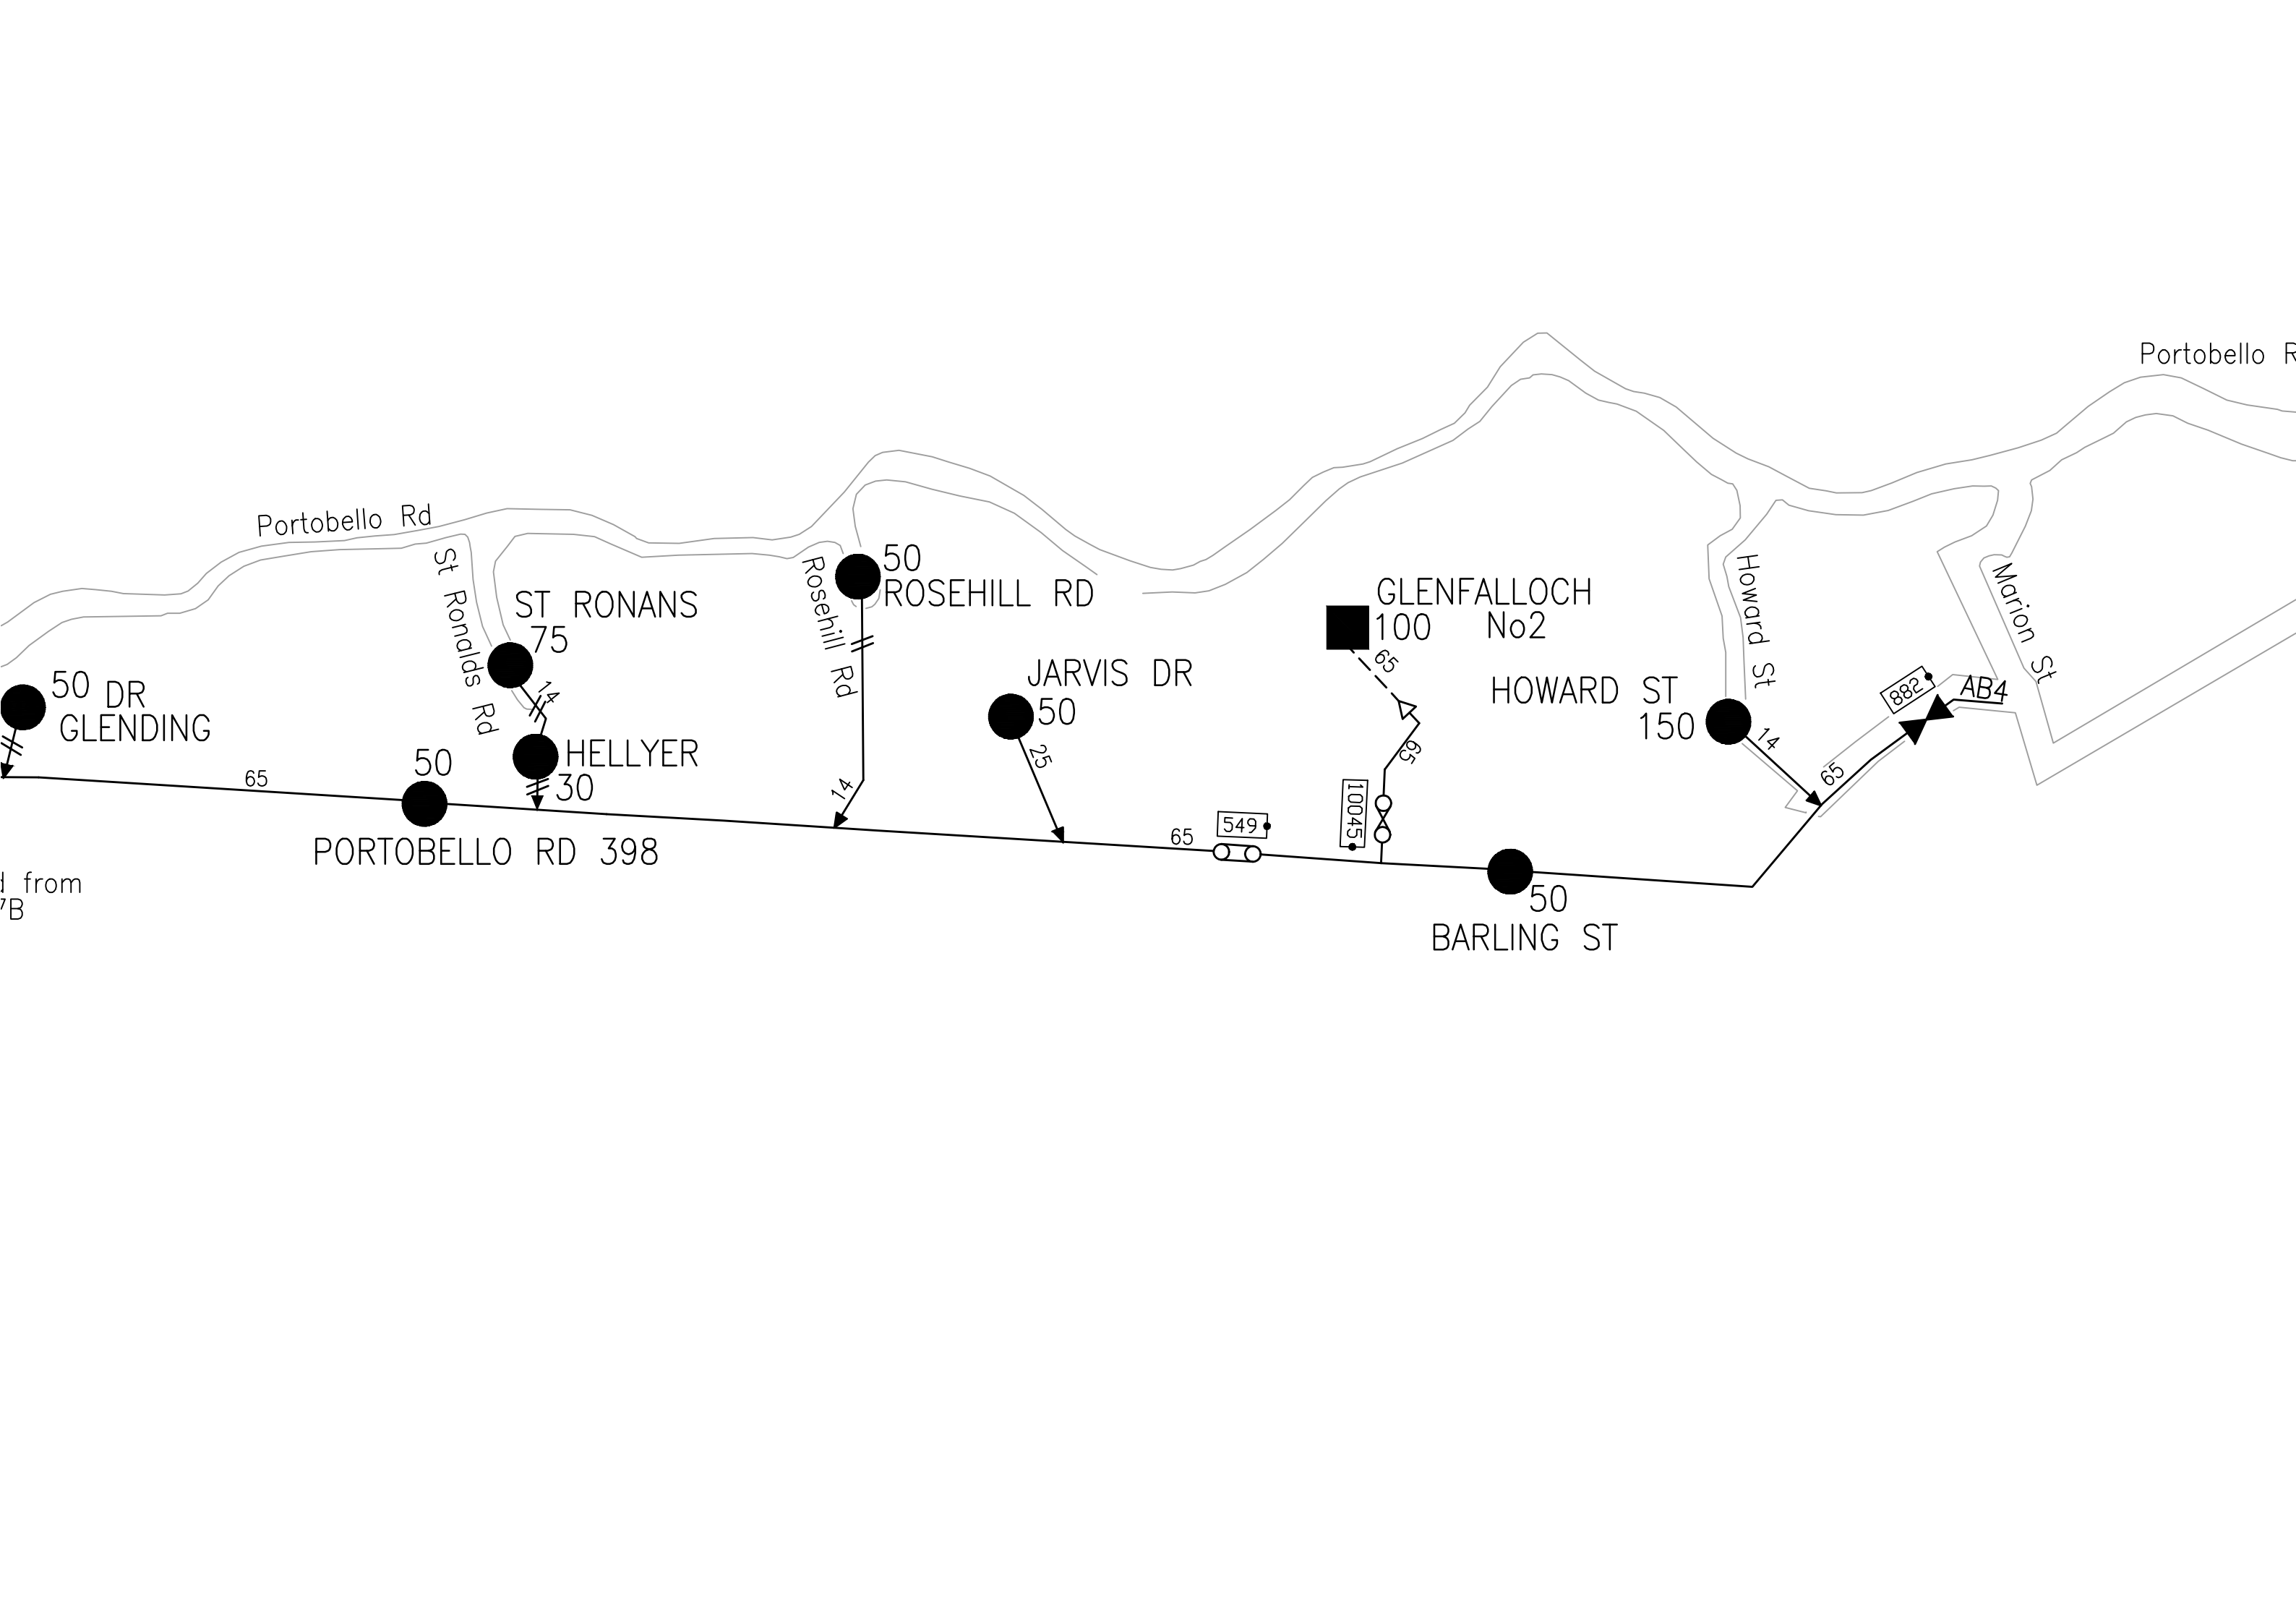 Portobello R
Portobello Rd
St Ronalds Rd
ST RONANS
75
14
50
ROSEHILL RD
Rosehill Rd
GLENFALLOCH
100 No2
65
65
Howard St
Marion St
882
AB4
50 DR
GLENDING
HELLYER
30
JARVIS DR
50
25
HOWARD ST
150
14
65
50
65
14
10045
549
65
PORTOBELLO RD 398
50
BARLING ST
from
7B